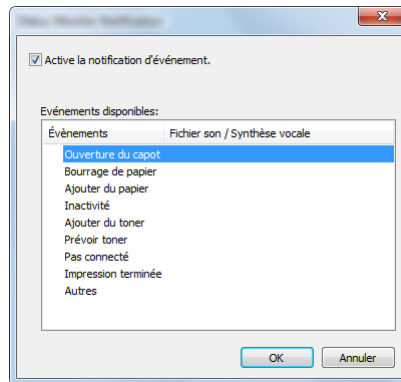 Active la notification d'événement.
Evénements disponibles:
Évènements Fichier son / Synthèse vocale
Ouverture du capot
Bourrage de papier
Ajouter du papier
Inactivité
Ajouter du toner
Prévoir toner
Pas connecté
Impression terminée
Autres
OK Annuler